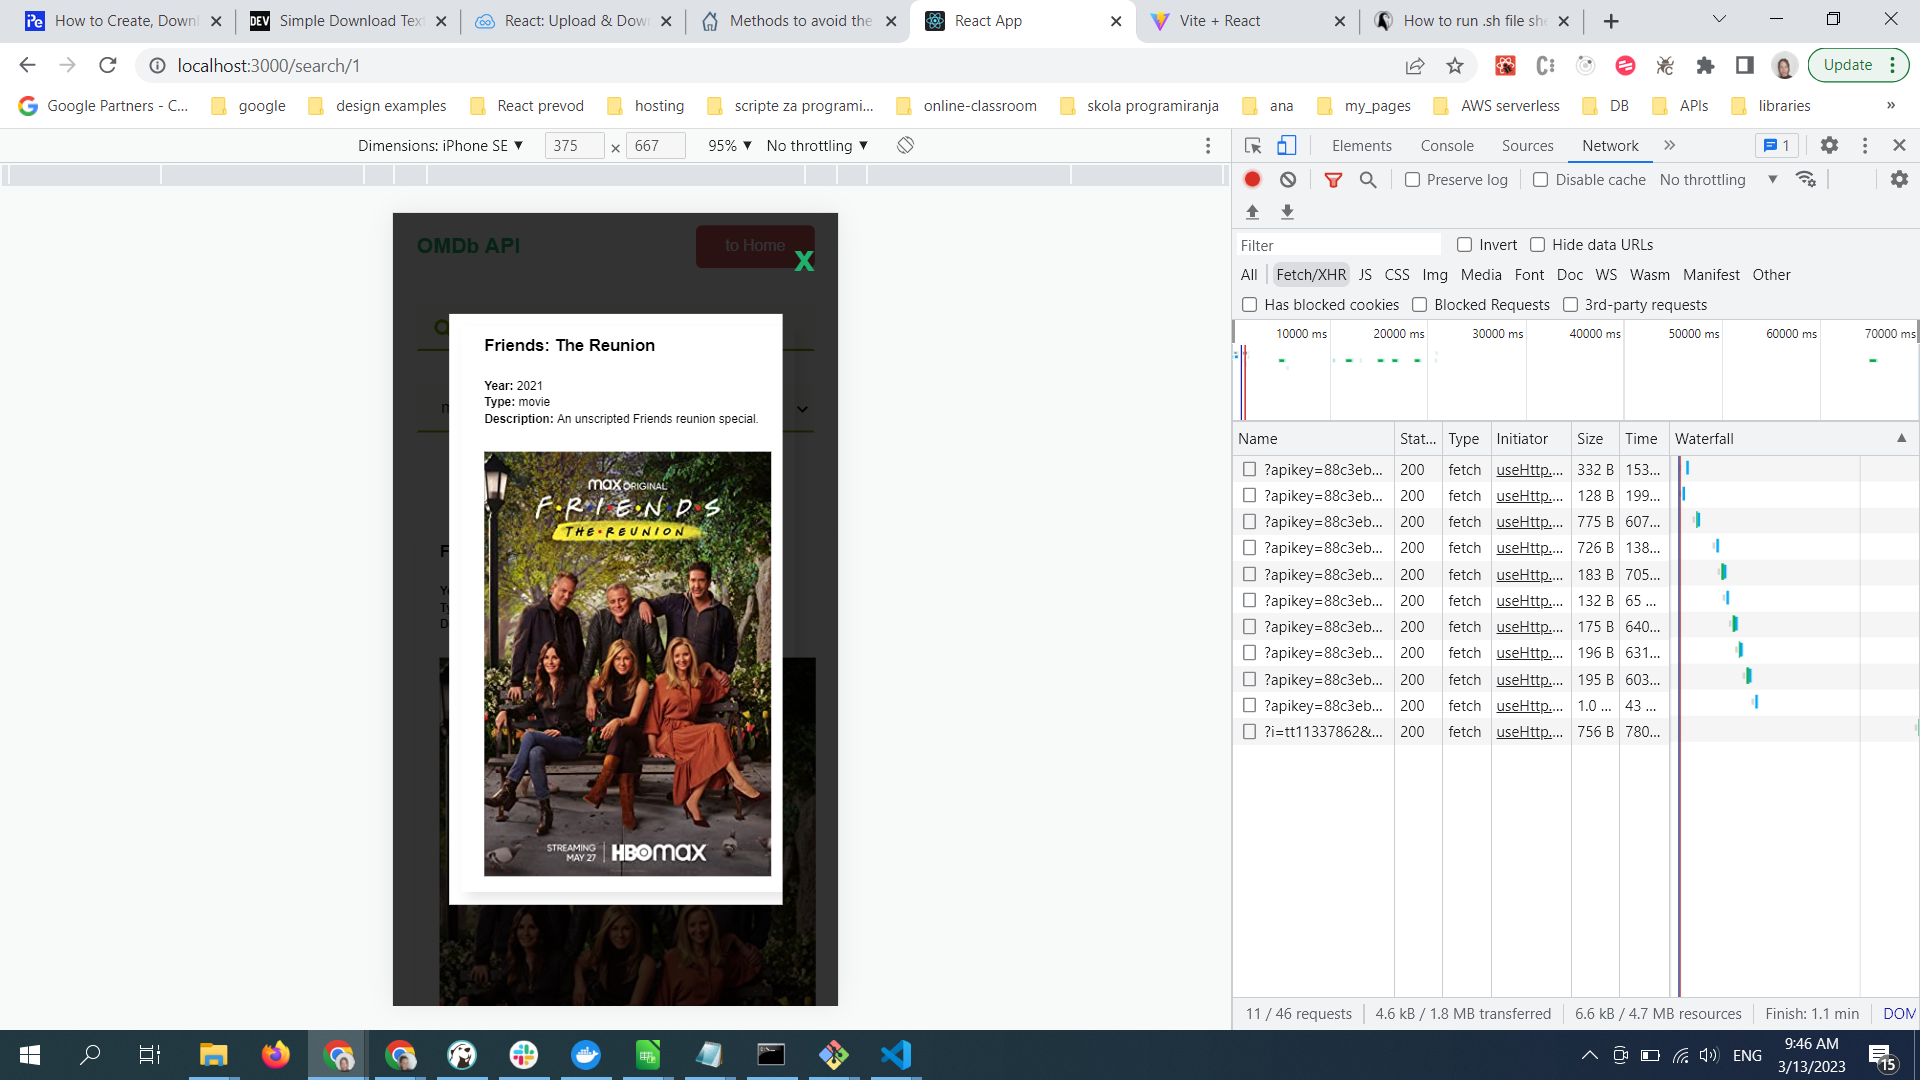 How to Create, Downl
Simple Download Text
React: Upload & Dow
Methods to avoid the
React App
Vite + React
How to run .sh file she
localhost:3000/search/1
Update
Google Partners - C...
google
design examples
React prevod
hosting
scripte za programi...
online-classroom
skola programiranja
ana
my_pages
AWS serverless
DB
APIs
libraries
»
Dimensions: iPhone SE ▼ 375 × 667 95% ▼ No throttling ▼
Elements Console Sources Network » 1
Preserve log Disable cache No throttling ▼
Filter Invert Hide data URLs
All Fetch/XHR JS CSS Img Media Font Doc WS Wasm Manifest Other
Has blocked cookies Blocked Requests 3rd-party requests
10000 ms 20000 ms 30000 ms 40000 ms 50000 ms 60000 ms 70000 ms
Name Stat... Type Initiator Size Time Waterfall ▲
?apikey=88c3eb... 200 fetch useHttp.... 332 B 153...
?apikey=88c3eb... 200 fetch useHttp.... 128 B 199...
?apikey=88c3eb... 200 fetch useHttp.... 775 B 607...
?apikey=88c3eb... 200 fetch useHttp.... 726 B 138...
?apikey=88c3eb... 200 fetch useHttp.... 183 B 705...
?apikey=88c3eb... 200 fetch useHttp.... 132 B 65 ...
?apikey=88c3eb... 200 fetch useHttp.... 175 B 640...
?apikey=88c3eb... 200 fetch useHttp.... 196 B 631...
?apikey=88c3eb... 200 fetch useHttp.... 195 B 603...
?apikey=88c3eb... 200 fetch useHttp.... 1.0 ... 43 ...
?i=tt11337862&... 200 fetch useHttp.... 756 B 780...
11 / 46 requests 4.6 kB / 1.8 MB transferred 6.6 kB / 4.7 MB resources Finish: 1.1 min DOM
OMDb API
to Home
X
Friends: The Reunion
Year: 2021
Type: movie
Description: An unscripted Friends reunion special.
max ORIGINAL
F·R·I·E·N·D·S
THE·REUNION
STREAMING
MAY 27
HBOmax
ENG
9:46 AM
3/13/2023
15